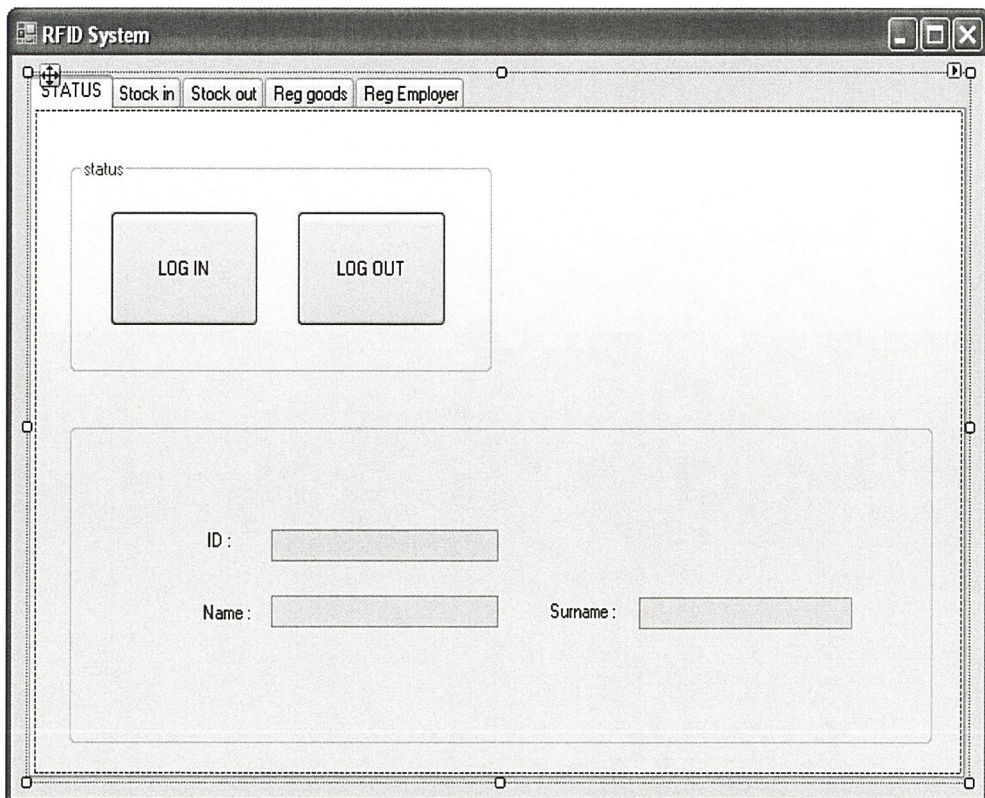 RFID System
STATUS Stock in Stock out Reg goods Reg Employer
status
LOG IN LOG OUT
ID :
Name : Surname :